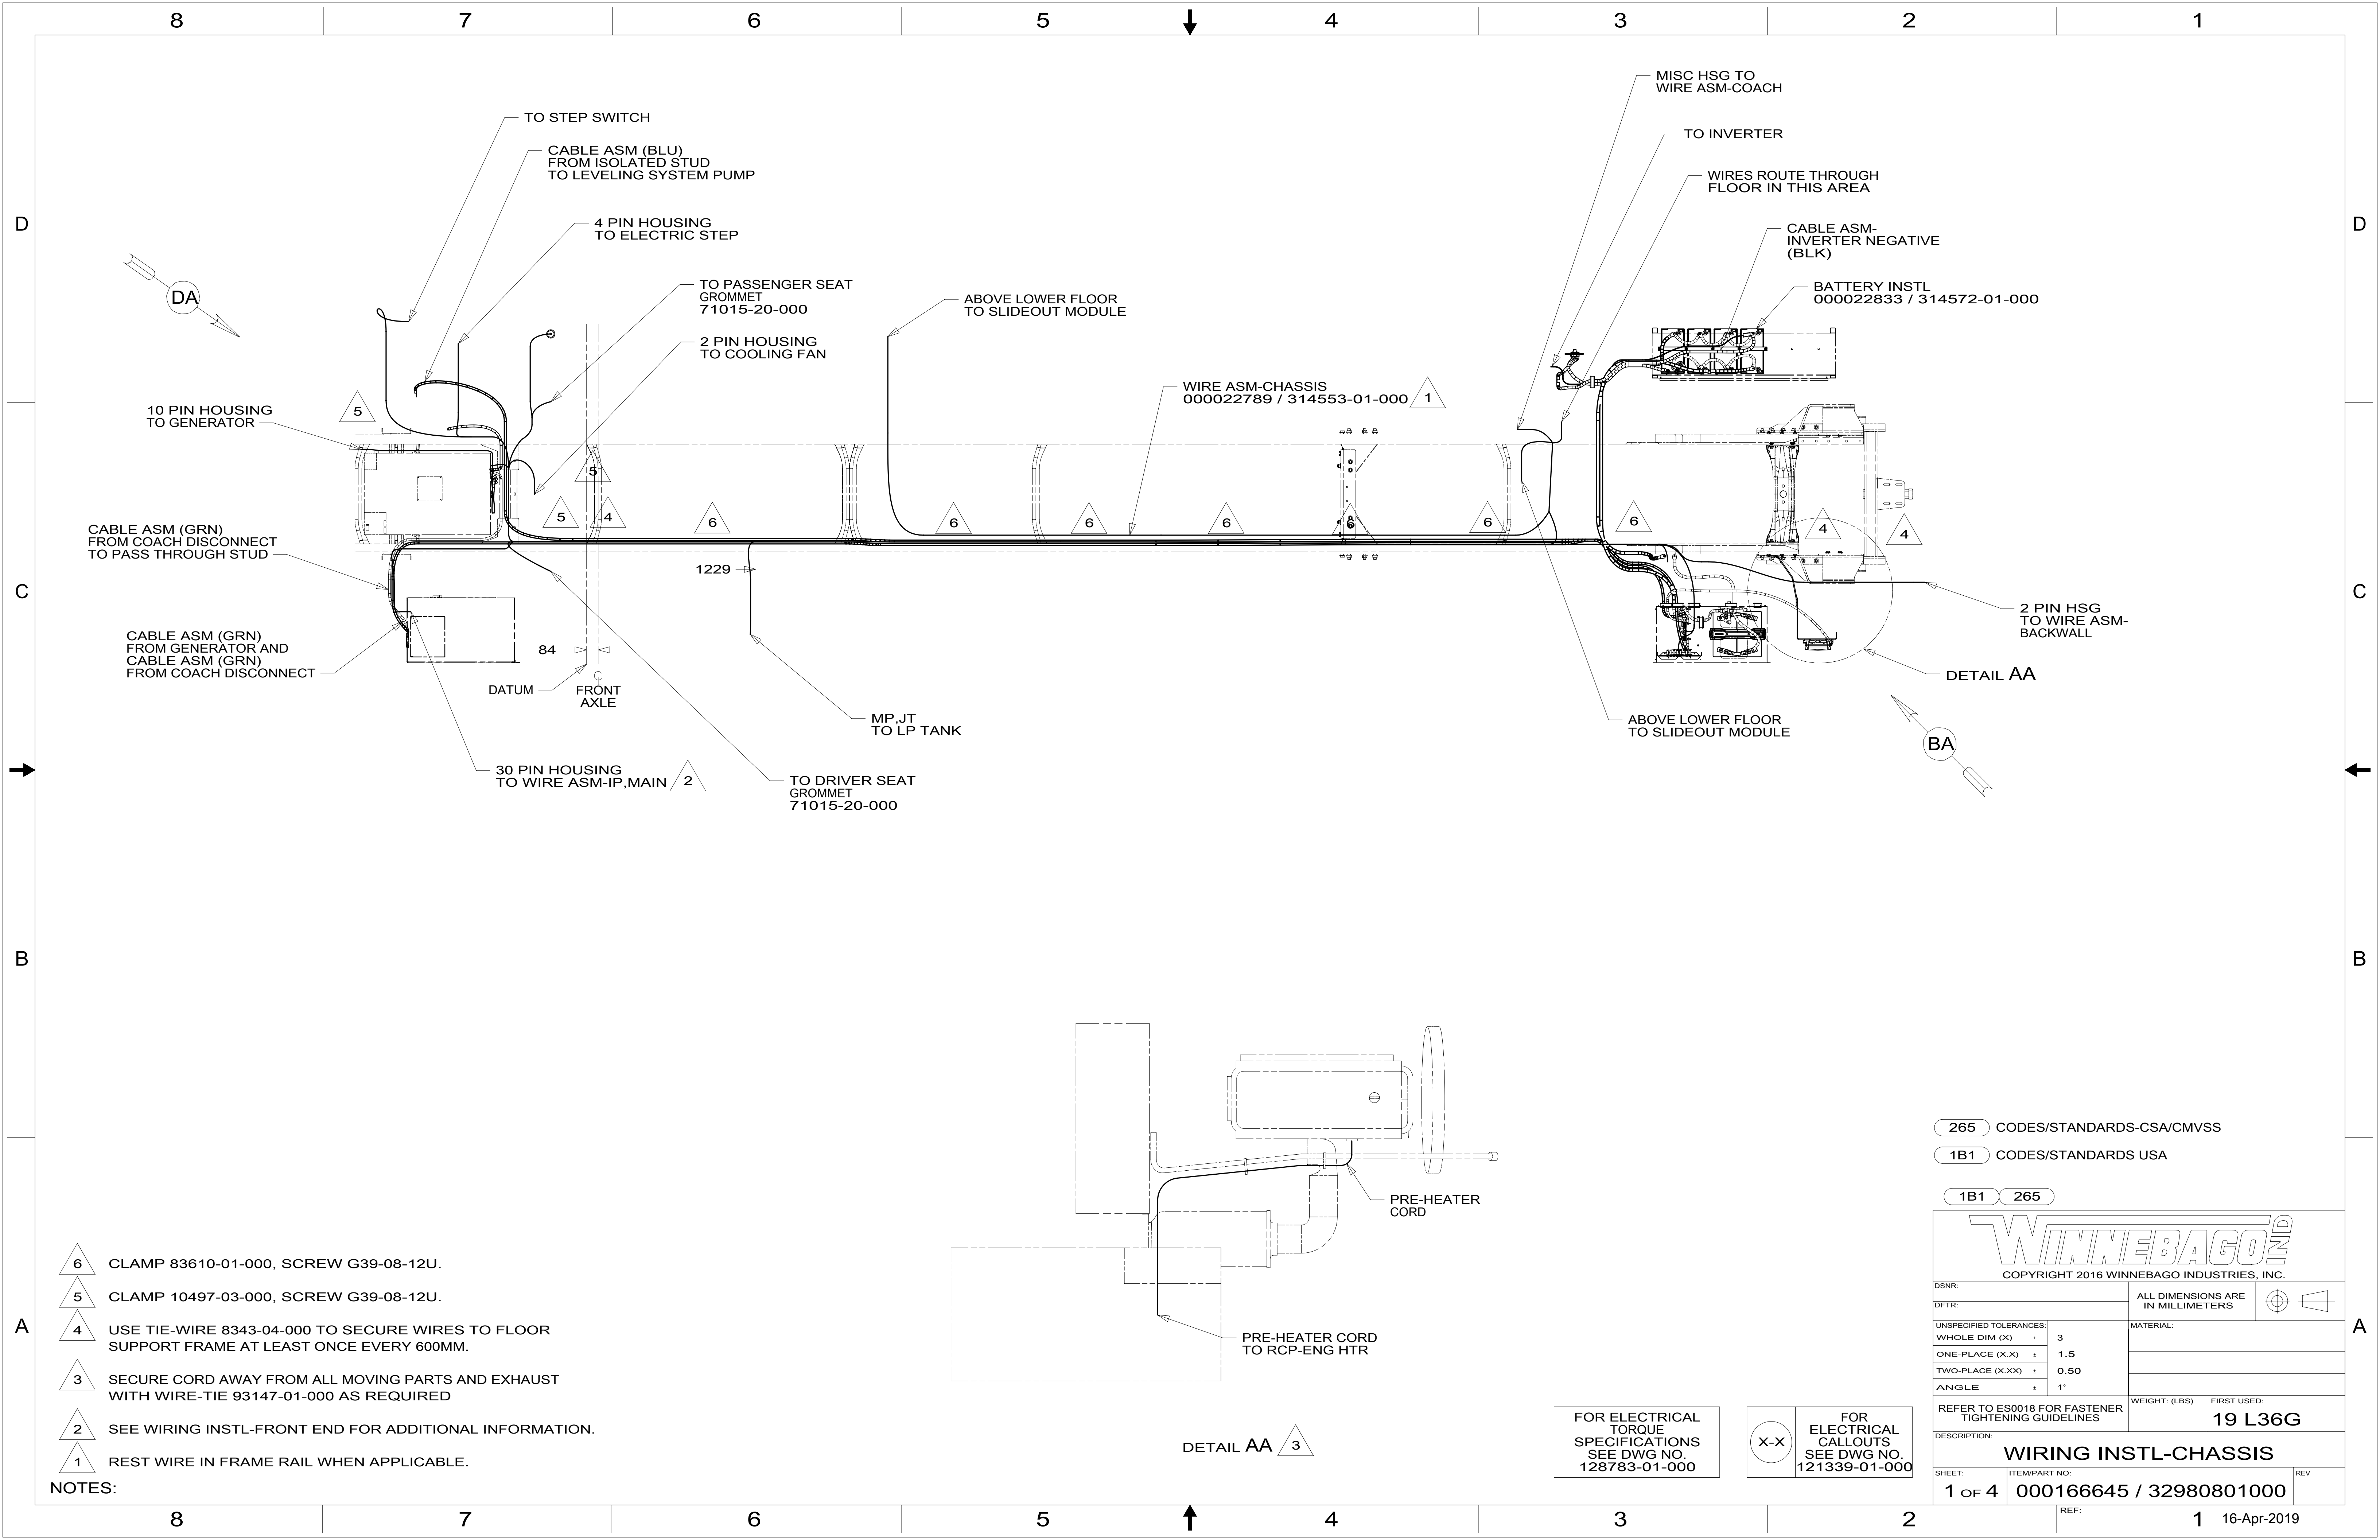 8 7 6 5 4 3 2 1
MISC HSG TO
WIRE ASM-COACH
TO STEP SWITCH
TO INVERTER
CABLE ASM (BLU)
FROM ISOLATED STUD
TO LEVELING SYSTEM PUMP
WIRES ROUTE THROUGH
FLOOR IN THIS AREA
D
D
4 PIN HOUSING
TO ELECTRIC STEP
CABLE ASM-
INVERTER NEGATIVE
(BLK)
DA
TO PASSENGER SEAT
GROMMET
71015-20-000
ABOVE LOWER FLOOR
TO SLIDEOUT MODULE
BATTERY INSTL
000022833 / 314572-01-000
2 PIN HOUSING
TO COOLING FAN
WIRE ASM-CHASSIS
000022789 / 314553-01-000
1
10 PIN HOUSING
TO GENERATOR
5
5
5
4
6
6
6
6
6
6
6
4
4
CABLE ASM (GRN)
FROM COACH DISCONNECT
TO PASS THROUGH STUD
1229
C
C
2 PIN HSG
TO WIRE ASM-
BACKWALL
CABLE ASM (GRN)
FROM GENERATOR AND
CABLE ASM (GRN)
FROM COACH DISCONNECT
84
DATUM
FRONT
AXLE
DETAIL AA
MP,JT
TO LP TANK
ABOVE LOWER FLOOR
TO SLIDEOUT MODULE
BA
30 PIN HOUSING
TO WIRE ASM-IP,MAIN
2
TO DRIVER SEAT
GROMMET
71015-20-000
B
B
265 CODES/STANDARDS-CSA/CMVSS
1B1 CODES/STANDARDS USA
1B1 265
PRE-HEATER
CORD
PRE-HEATER CORD
TO RCP-ENG HTR
DETAIL AA
3
6 CLAMP 83610-01-000, SCREW G39-08-12U.
5 CLAMP 10497-03-000, SCREW G39-08-12U.
A
A
4 USE TIE-WIRE 8343-04-000 TO SECURE WIRES TO FLOOR
SUPPORT FRAME AT LEAST ONCE EVERY 600MM.
3 SECURE CORD AWAY FROM ALL MOVING PARTS AND EXHAUST
WITH WIRE-TIE 93147-01-000 AS REQUIRED
2 SEE WIRING INSTL-FRONT END FOR ADDITIONAL INFORMATION.
1 REST WIRE IN FRAME RAIL WHEN APPLICABLE.
NOTES:
FOR ELECTRICAL
TORQUE
SPECIFICATIONS
SEE DWG NO.
128783-01-000
X-X
FOR
ELECTRICAL
CALLOUTS
SEE DWG NO.
121339-01-000
WINNEBAGO IND
COPYRIGHT 2016 WINNEBAGO INDUSTRIES, INC.
DSNR:
DFTR:
ALL DIMENSIONS ARE
IN MILLIMETERS
UNSPECIFIED TOLERANCES:
WHOLE DIM (X) ± 3
ONE-PLACE (X.X) ± 1.5
TWO-PLACE (X.XX) ± 0.50
ANGLE ± 1°
MATERIAL:
REFER TO ES0018 FOR FASTENER
TIGHTENING GUIDELINES
WEIGHT: (LBS)
FIRST USED:
19 L36G
DESCRIPTION:
WIRING INSTL-CHASSIS
SHEET:
1 OF 4
ITEM/PART NO:
000166645 / 32980801000
REV
REF:
8 7 6 5 4 3 2 1
16-Apr-2019